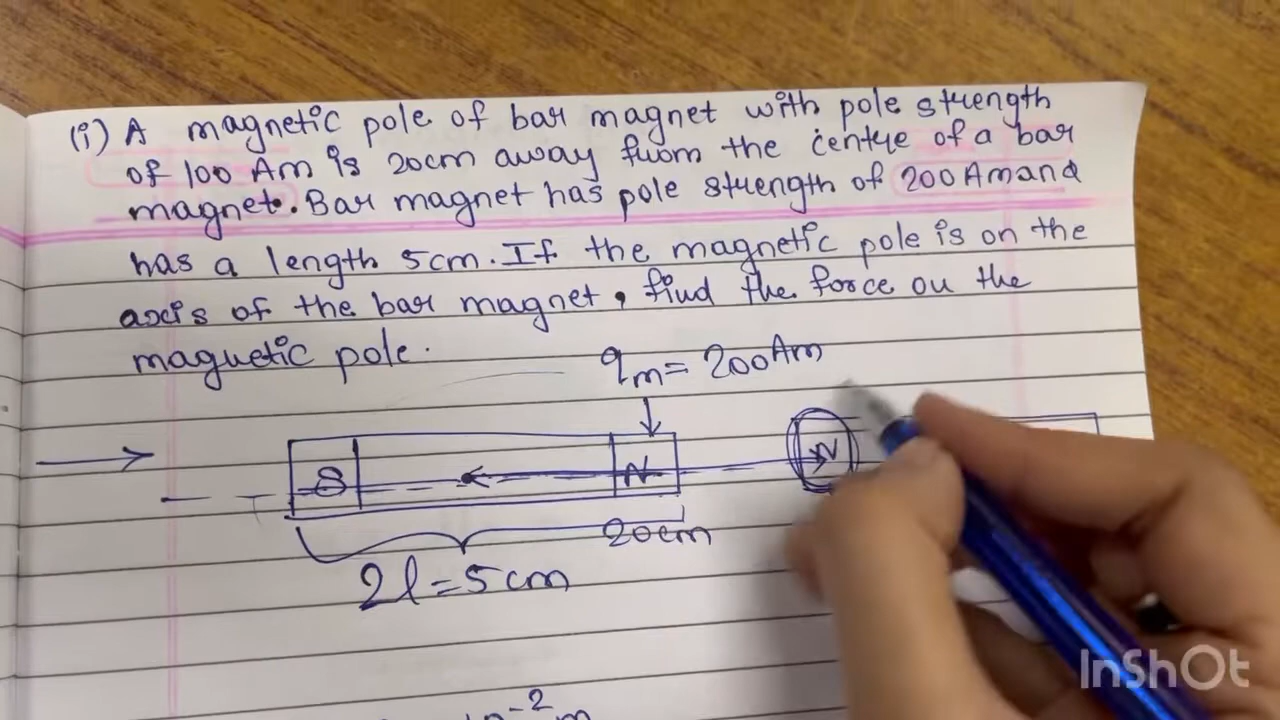 (i) A magnetic pole of bar magnet with pole strength
of 100 Am is 20cm away from the centre of a bar
magnet. Bar magnet has pole strength of 200 Am and
has a length 5cm. If the magnetic pole is on the
axis of the bar magnet, find the force on the
magnetic pole.
qm = 200Am
S N N
20cm
2l = 5cm
InShOt